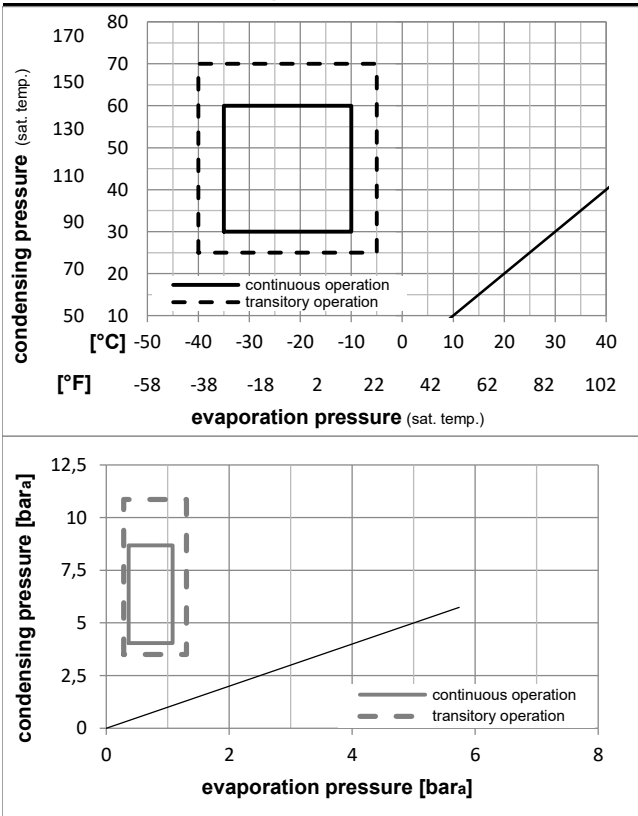 condensing pressure (sat. temp.)
170 80
70
150 60
130 50
110 40
90 30
70 20
50 10
continuous operation
transitory operation
[°C] -50 -40 -30 -20 -10 0 10 20 30 40
[°F] -58 -38 -18 2 22 42 62 82 102
evaporation pressure (sat. temp.)
condensing pressure [bara]
12,5
10
7,5
5
2,5
0
continuous operation
transitory operation
0 2 4 6 8
evaporation pressure [bara]